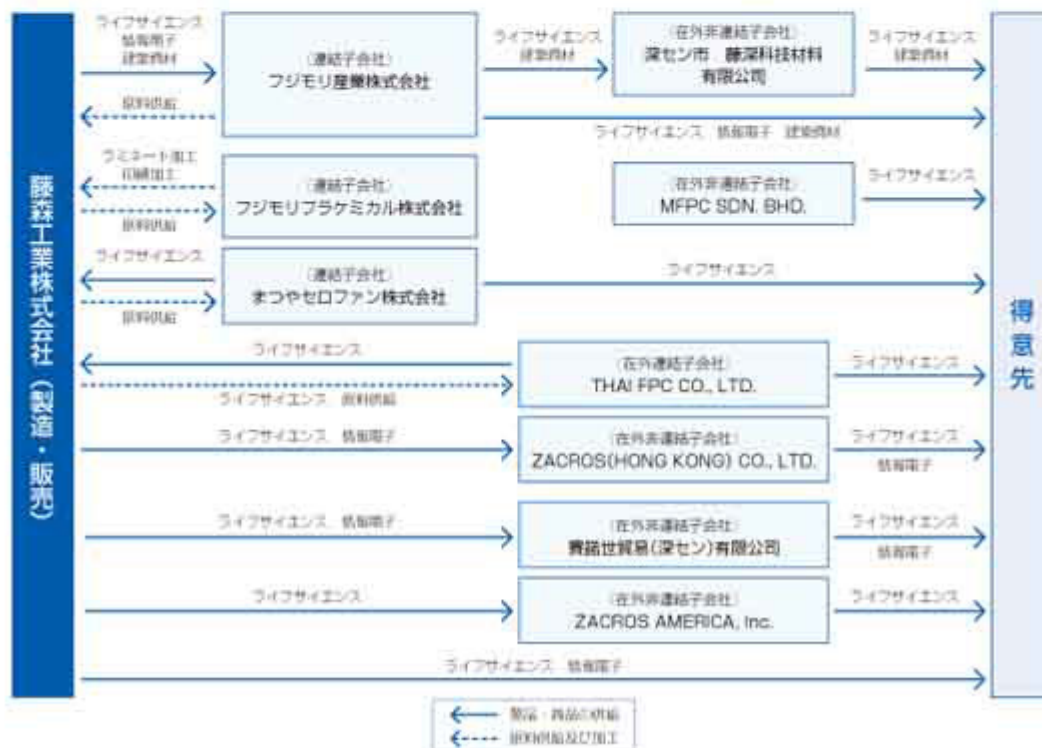 藤森工業株式会社（製造・販売）
ライフサイエンス
情報電子
建築資材
原料供給
（連結子会社）
フジモリ産業株式会社
ライフサイエンス
建築資材
（在外非連結子会社）
深セン市 藤深科技材料
有限公司
ライフサイエンス
建築資材
ライフサイエンス 情報電子 建築資材
ラミネート加工
印刷加工
原料供給
（連結子会社）
フジモリプラケミカル株式会社
（在外非連結子会社）
MFPC SDN. BHD.
ライフサイエンス
ライフサイエンス
原料供給
（連結子会社）
まつやセロファン株式会社
ライフサイエンス
ライフサイエンス
ライフサイエンス 原料供給
（在外連結子会社）
THAI FPC CO., LTD.
ライフサイエンス
ライフサイエンス 情報電子
（在外非連結子会社）
ZACROS(HONG KONG) CO., LTD.
ライフサイエンス
情報電子
ライフサイエンス 情報電子
（在外非連結子会社）
賽諾世貿易(深セン)有限公司
ライフサイエンス
情報電子
ライフサイエンス
（在外非連結子会社）
ZACROS AMERICA, Inc.
ライフサイエンス
ライフサイエンス 情報電子
得意先
製品・商品の供給
原料供給及び加工